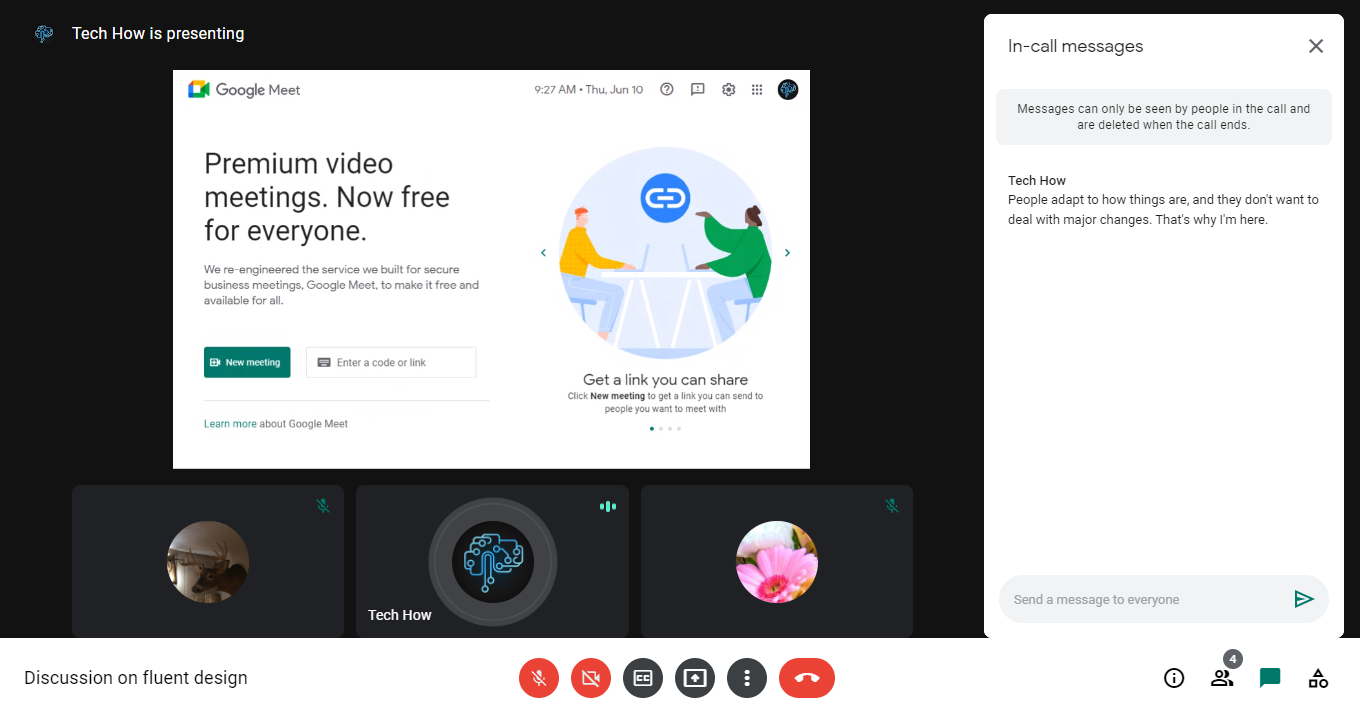 Tech How is presenting
Google Meet
9:27 AM • Thu, Jun 10
Premium video
meetings. Now free
for everyone.
We re-engineered the service we built for secure
business meetings, Google Meet, to make it free and
available for all.
New meeting
Enter a code or link
Learn more about Google Meet
Get a link you can share
Click New meeting to get a link you can send to
people you want to meet with
Tech How
In-call messages
Messages can only be seen by people in the call and
are deleted when the call ends.
Tech How
People adapt to how things are, and they don't want to
deal with major changes. That's why I'm here.
Send a message to everyone
Discussion on fluent design
CC
4